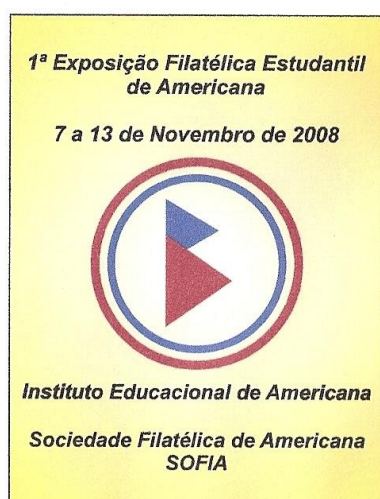 1ª Exposição Filatélica Estudantil
de Americana
7 a 13 de Novembro de 2008
Instituto Educacional de Americana
Sociedade Filatélica de Americana
SOFIA